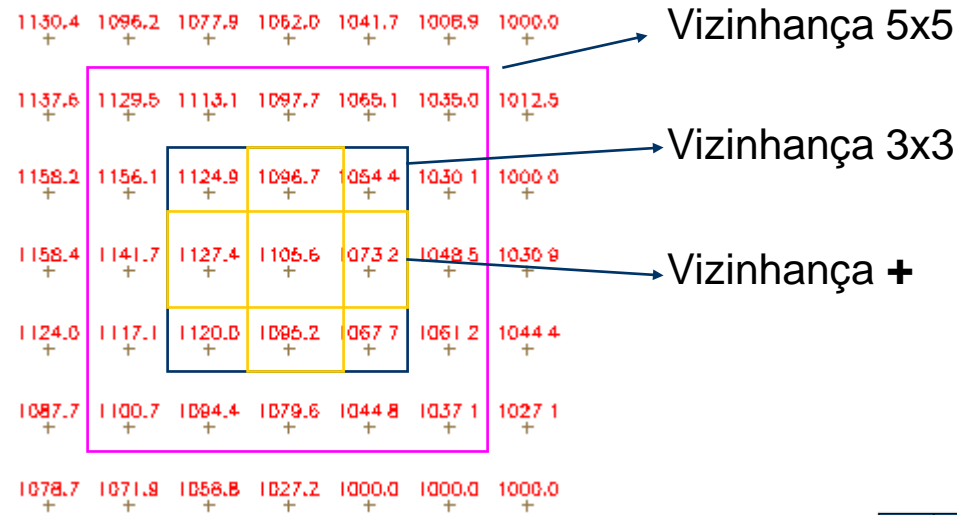 1130.4 1096.2 1077.9 1062.0 1041.7 1006.9 1000.0
Vizinhança 5x5
1137.6 1129.5 1113.1 1097.7 1065.1 1035.0 1012.5
Vizinhança 3x3
1158.2 1156.1 1124.9 1096.7 1054 4 1030 1 1000 0
1158.4 1141.7 1127.4 1105.6 1073 2 1048 5 1030 9
Vizinhança +
1124.0 1117.1 1120.0 1095.2 1067 7 1061 2 1044 4
1087.7 1100.7 1094.4 1079.6 1044 8 1037 1 1027 1
1078.7 1071.9 1058.8 1027.2 1000.0 1000.0 1000.0